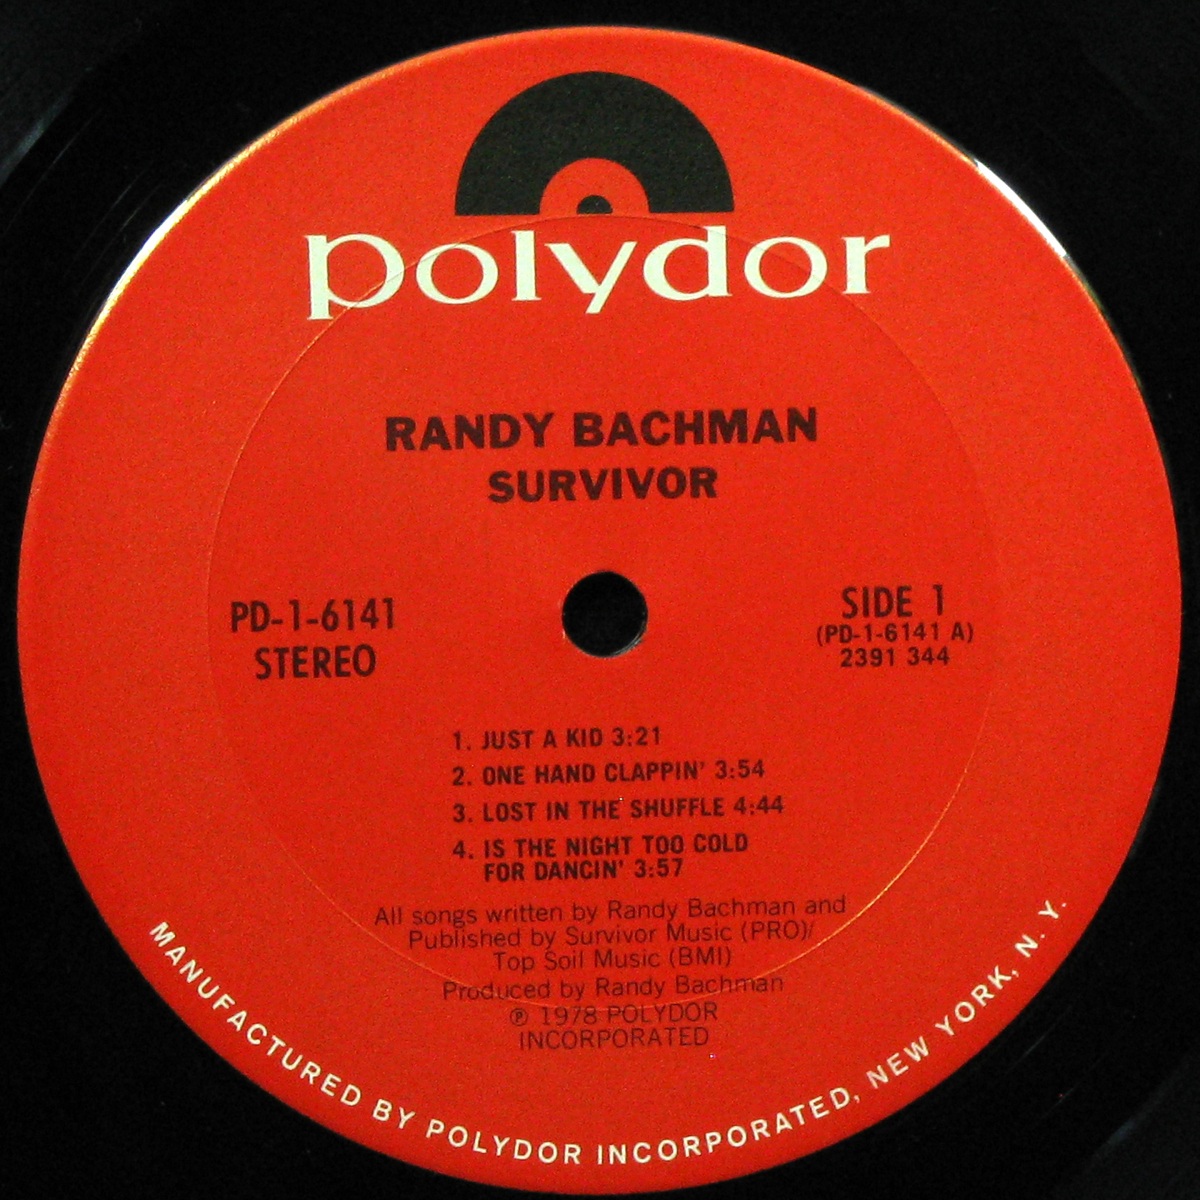 polydor
RANDY BACHMAN
SURVIVOR
PD-1-6141
STEREO
SIDE 1
(PD-1-6141 A)
2391 344
1. JUST A KID 3:21
2. ONE HAND CLAPPIN' 3:54
3. LOST IN THE SHUFFLE 4:44
4. IS THE NIGHT TOO COLD
FOR DANCIN' 3:57
All songs written by Randy Bachman and
Published by Survivor Music (PRO)/
Top Soil Music (BMI)
Produced by Randy Bachman
℗ 1978 POLYDOR
INCORPORATED
MANUFACTURED BY POLYDOR INCORPORATED, NEW YORK, N. Y.